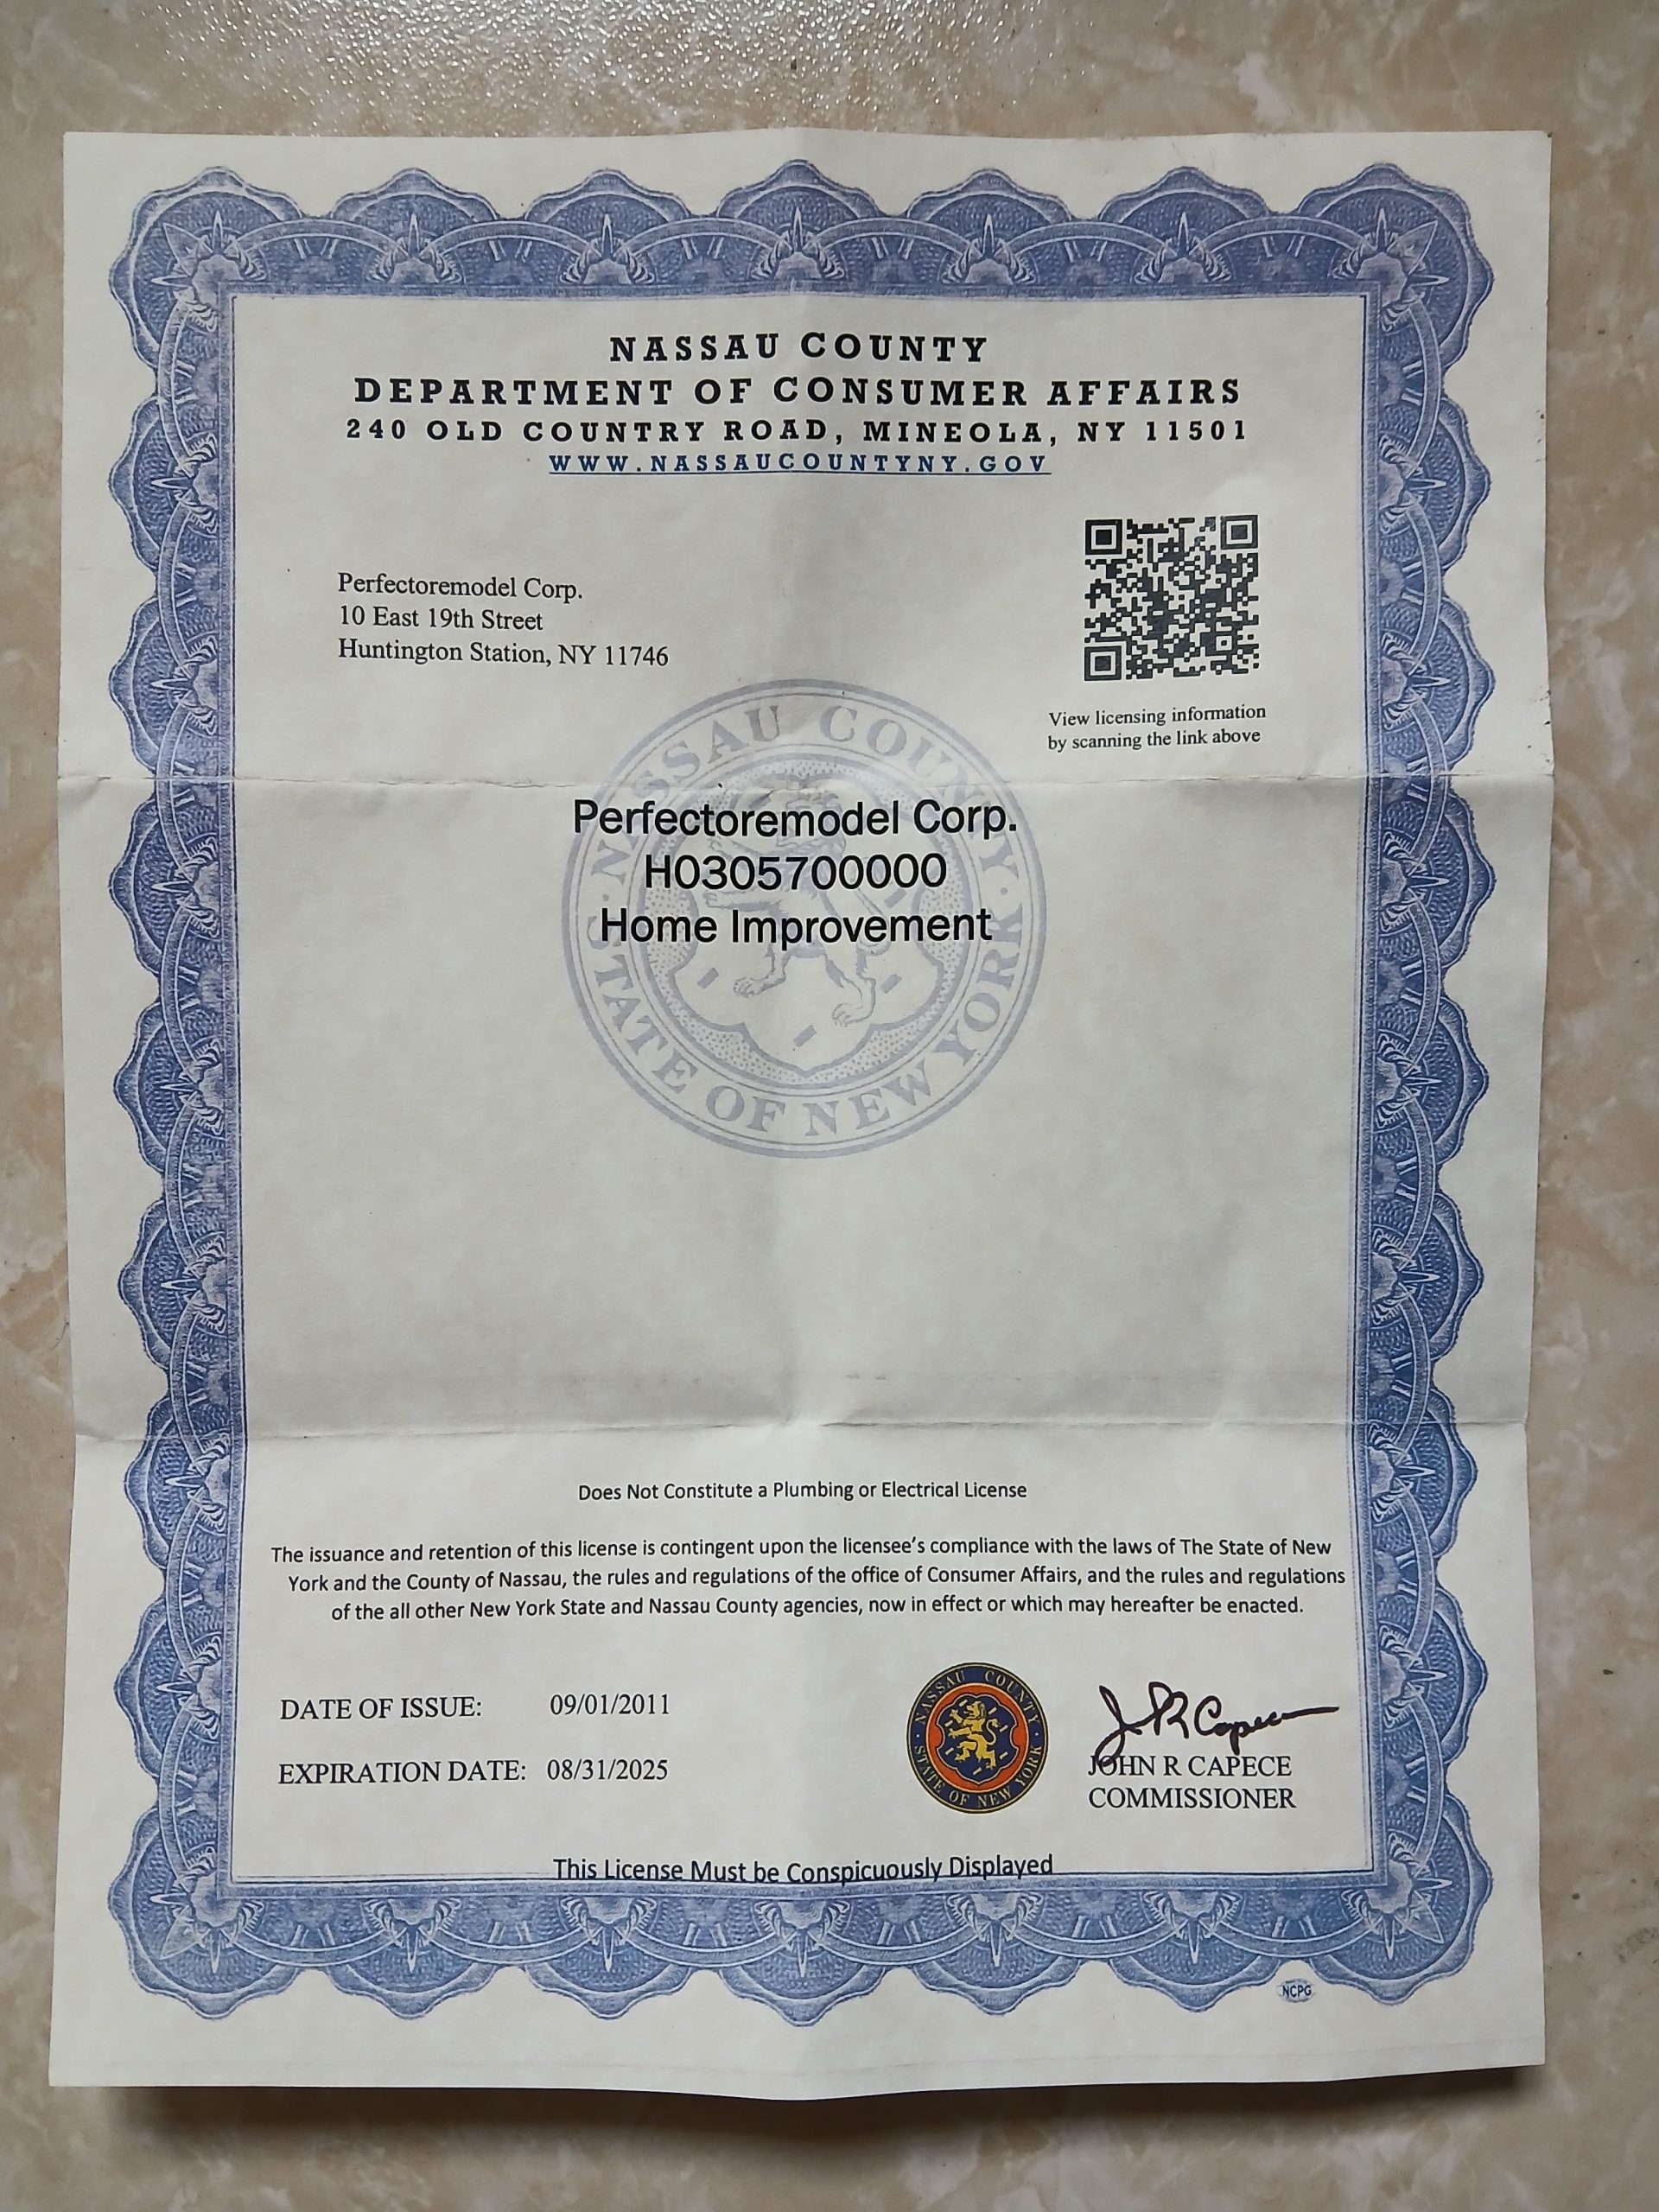 NASSAU COUNTY
DEPARTMENT OF CONSUMER AFFAIRS
240 OLD COUNTRY ROAD, MINEOLA, NY 11501
WWW.NASSAUCOUNTYNY.GOV
Perfectoremodel Corp.
10 East 19th Street
Huntington Station, NY 11746
View licensing information
by scanning the link above
NASSAU COUNTY · STATE OF NEW YORK ·
Perfectoremodel Corp.
H0305700000
Home Improvement
Does Not Constitute a Plumbing or Electrical License
The issuance and retention of this license is contingent upon the licensee's compliance with the laws of The State of New
York and the County of Nassau, the rules and regulations of the office of Consumer Affairs, and the rules and regulations
of the all other New York State and Nassau County agencies, now in effect or which may hereafter be enacted.
DATE OF ISSUE: 09/01/2011
EXPIRATION DATE: 08/31/2025
NASSAU COUNTY · STATE OF NEW YORK ·
J R Capece
JOHN R CAPECE
COMMISSIONER
This License Must be Conspicuously Displayed
NCPG